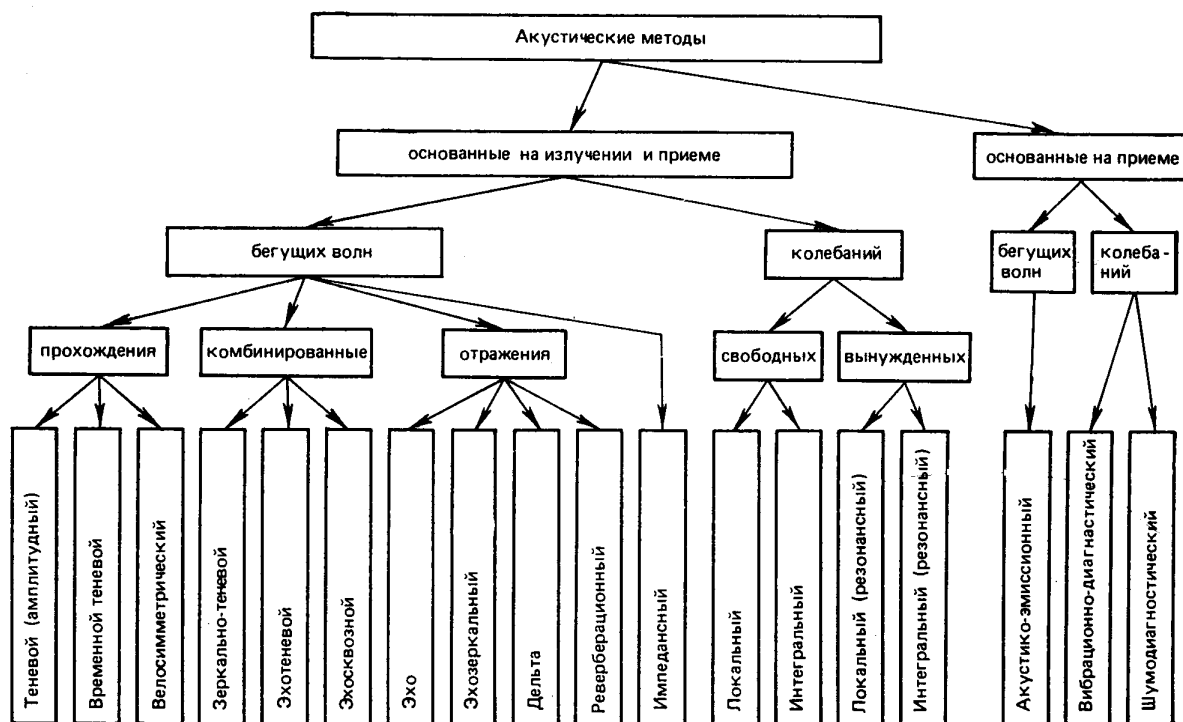 Акустические методы
основанные на излучении и приеме
основанные на приеме
бегущих волн
колебаний
бегущих
волн
колеба-
ний
прохождения
комбинированные
отражения
свободных
вынужденных
Теневой (амплитудный)
Временной теневой
Велосимметрический
Зеркально-теневой
Эхотеневой
Эхосквозной
Эхо
Эхозеркальный
Дельта
Реверберационный
Импедансный
Локальный
Интегральный
Локальный (резонансный)
Интегральный (резонансный)
Акустико-эмиссионный
Вибрационно-диагнастический
Шумодиагностический